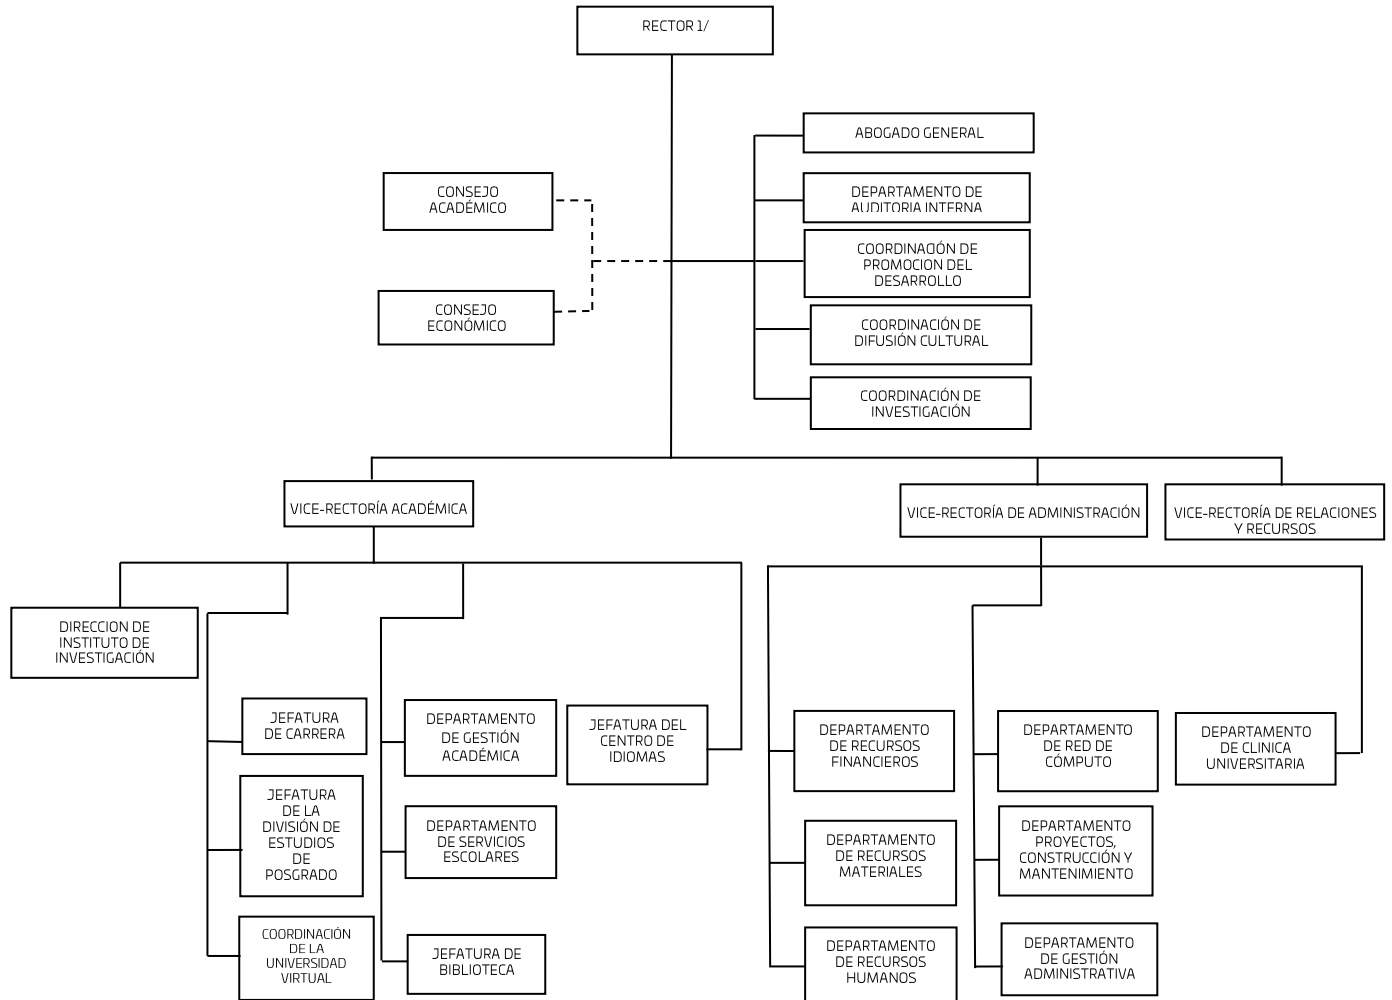 RECTOR 1/
ABOGADO GENERAL
CONSEJO
ACADÉMICO
DEPARTAMENTO DE
AUDITORIA INTERNA
COORDINACIÓN DE
PROMOCION DEL
DESARROLLO
CONSEJO
ECONÓMICO
COORDINACIÓN DE
DIFUSIÓN CULTURAL
COORDINACIÓN DE
INVESTIGACIÓN
VICE-RECTORÍA ACADÉMICA
VICE-RECTORÍA DE ADMINISTRACIÓN
VICE-RECTORÍA DE RELACIONES
Y RECURSOS
DIRECCION DE
INSTITUTO DE
INVESTIGACIÓN
JEFATURA
DE CARRERA
JEFATURA
DE LA
DIVISIÓN DE
ESTUDIOS
DE
POSGRADO
COORDINACIÓN
DE LA
UNIVERSIDAD
VIRTUAL
DEPARTAMENTO
DE GESTIÓN
ACADÉMICA
DEPARTAMENTO
DE SERVICIOS
ESCOLARES
JEFATURA DE
BIBLIOTECA
JEFATURA DEL
CENTRO DE
IDIOMAS
DEPARTAMENTO
DE RECURSOS
FINANCIEROS
DEPARTAMENTO
DE RECURSOS
MATERIALES
DEPARTAMENTO
DE RECURSOS
HUMANOS
DEPARTAMENTO
DE RED DE
CÓMPUTO
DEPARTAMENTO
PROYECTOS,
CONSTRUCCIÓN Y
MANTENIMIENTO
DEPARTAMENTO
DE GESTIÓN
ADMINISTRATIVA
DEPARTAMENTO
DE CLINICA
UNIVERSITARIA